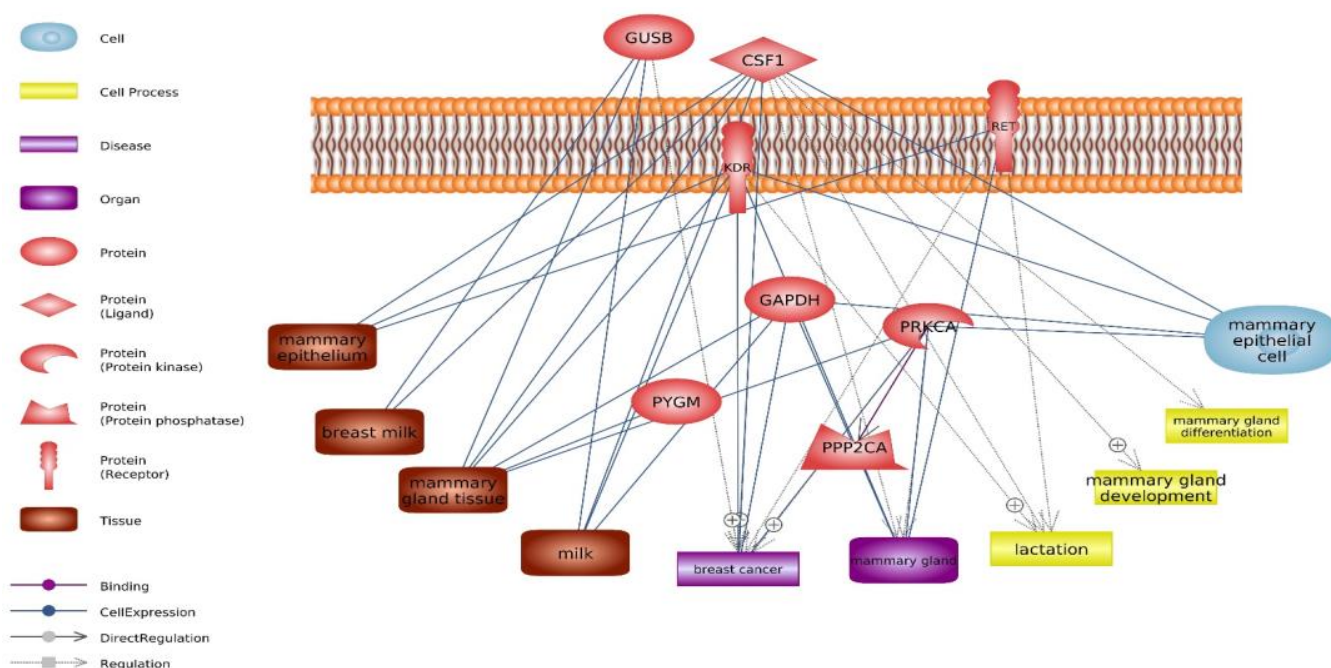 Cell
Cell Process
Disease
Organ
Protein
Protein
(Ligand)
Protein
(Protein kinase)
Protein
(Protein phosphatase)
Protein
(Receptor)
Tissue
Binding
CellExpression
DirectRegulation
Regulation
GUSB
CSF1
RET
KDR
GAPDH
PRKCA
mammary
epithelium
mammary
epithelial
cell
PYGM
breast milk
mammary gland
differentiation
PPP2CA
mammary
gland tissue
mammary gland
development
milk
breast cancer
mammary gland
lactation